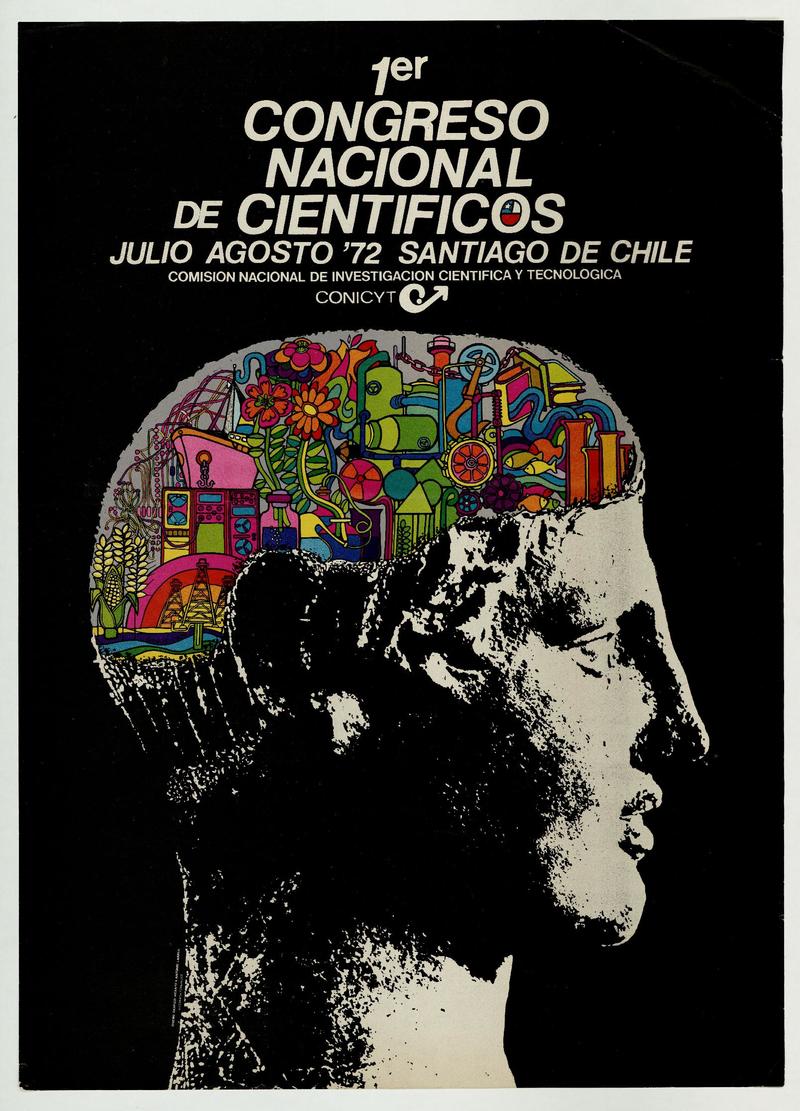 1er
CONGRESO
NACIONAL
DE CIENTIFICOS
JULIO AGOSTO '72 SANTIAGO DE CHILE
COMISION NACIONAL DE INVESTIGACION CIENTIFICA Y TECNOLOGICA
CONICYT